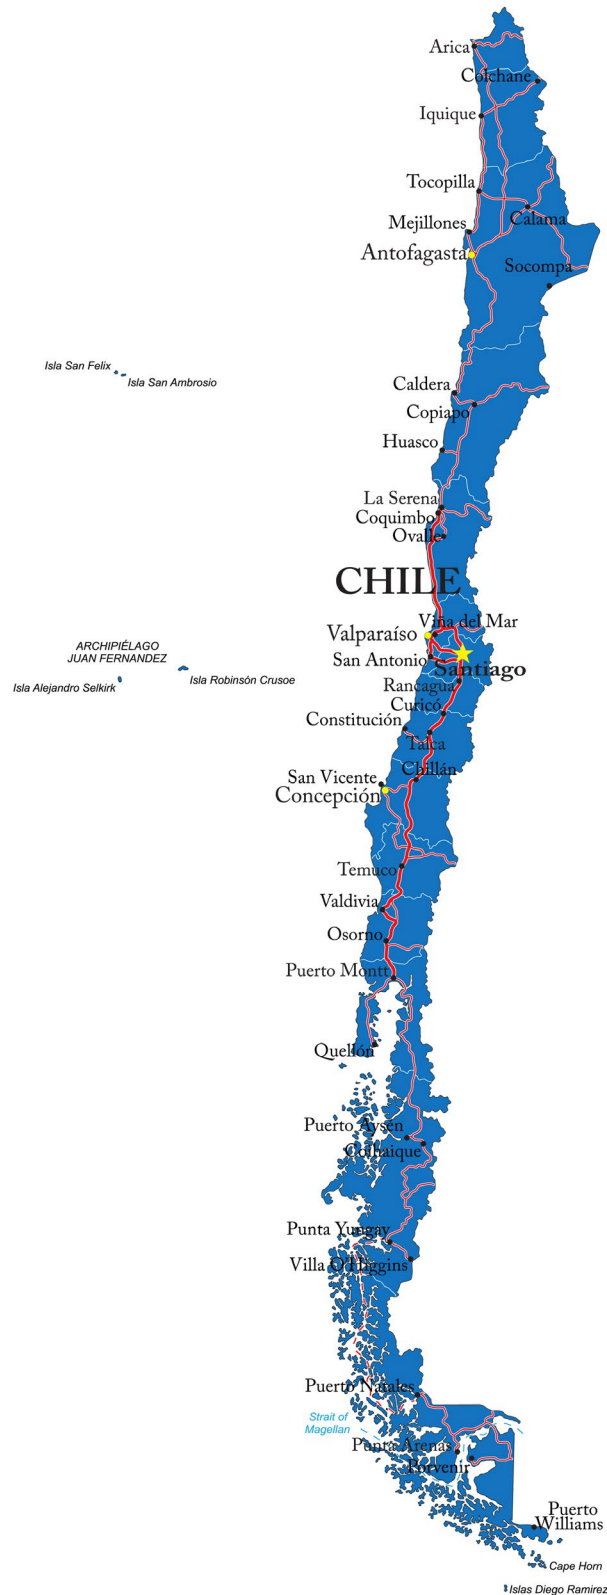 Arica
Colchane
Iquique
Tocopilla
Calama
Mejillones
Antofagasta
Socompa
Isla San Felix
Isla San Ambrosio
Caldera
Copiapo
Huasco
La Serena
Coquimbo
Ovalle
CHILE
Viña del Mar
Valparaíso
ARCHIPIÉLAGO
JUAN FERNANDEZ
San Antonio
Santiago
Isla Robinsón Crusoe
Isla Alejandro Selkirk
Rancagua
Curicó
Constitución
Talca
Chillán
San Vicente
Concepción
Temuco
Valdivia
Osorno
Puerto Montt
Quellón
Puerto Aysén
Coihaique
Punta Yungay
Villa O'Higgins
Puerto Natales
Strait of
Magellan
Punta Arenas
Porvenir
Puerto
Williams
Cape Horn
Islas Diego Ramirez